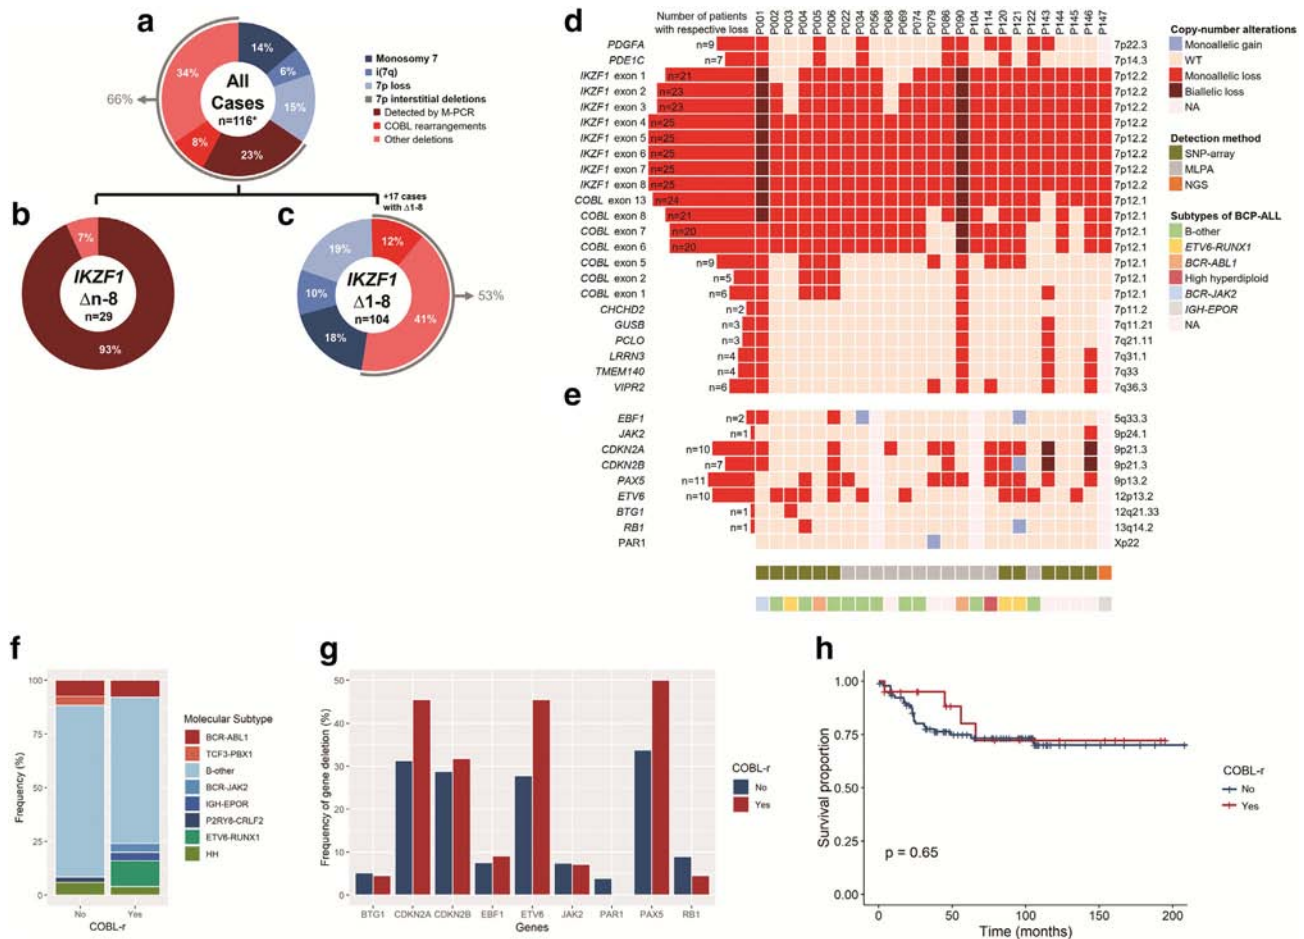 a
14%
6%
15%
23%
8%
34%
All
Cases
n=116*
66%
Monosomy 7
i(7q)
7p loss
7p interstitial deletions
Detected by M-PCR
COBL rearrangements
Other deletions
b
7%
IKZF1
Δn-8
n=29
93%
c
+17 cases
with Δ1-8
12%
41%
18%
10%
19%
IKZF1
Δ1-8
n=104
53%
d
Number of patients
with respective loss
P001 P002 P003 P004 P005 P006 P022 P034 P056 P068 P069 P074 P079 P086 P090 P104 P114 P120 P121 P122 P143 P144 P145 P146 P147
PDGFA n=9 7p22.3
PDE1C n=7 7p14.3
IKZF1 exon 1 n=21 7p12.2
IKZF1 exon 2 n=23 7p12.2
IKZF1 exon 3 n=23 7p12.2
IKZF1 exon 4 n=25 7p12.2
IKZF1 exon 5 n=25 7p12.2
IKZF1 exon 6 n=25 7p12.2
IKZF1 exon 7 n=25 7p12.2
IKZF1 exon 8 n=25 7p12.2
COBL exon 13 n=24 7p12.1
COBL exon 8 n=21 7p12.1
COBL exon 7 n=20 7p12.1
COBL exon 6 n=20 7p12.1
COBL exon 5 n=9 7p12.1
COBL exon 2 n=5 7p12.1
COBL exon 1 n=6 7p12.1
CHCHD2 n=2 7p11.2
GUSB n=3 7q11.21
PCLO n=3 7q21.11
LRRN3 n=4 7q31.1
TMEM140 n=4 7q33
VIPR2 n=6 7q36.3
Copy-number alterations
Monoallelic gain
WT
Monoallelic loss
Biallelic loss
NA
Detection method
SNP-array
MLPA
NGS
Subtypes of BCP-ALL
B-other
ETV6-RUNX1
BCR-ABL1
High hyperdiploid
BCR-JAK2
IGH-EPOR
NA
e
EBF1 n=2 5q33.3
JAK2 n=1 9p24.1
CDKN2A n=10 9p21.3
CDKN2B n=7 9p21.3
PAX5 n=11 9p13.2
ETV6 n=10 12p13.2
BTG1 n=1 12q21.33
RB1 n=1 13q14.2
PAR1 Xp22
f
Frequency (%)
100
75
50
25
0
No Yes
COBL-r
Molecular Subtype
BCR-ABL1
TCF3-PBX1
B-other
BCR-JAK2
IGH-EPOR
P2RY8-CRLF2
ETV6-RUNX1
HH
g
Frequency of gene deletion (%)
50
40
30
20
10
0
BTG1 CDKN2A CDKN2B EBF1 ETV6 JAK2 PAR1 PAX5 RB1
Genes
COBL-r
No
Yes
h
Survival proportion
1.00
0.75
0.50
0.25
0.00
p = 0.65
0 50 100 150 200
Time (months)
COBL-r
No
Yes